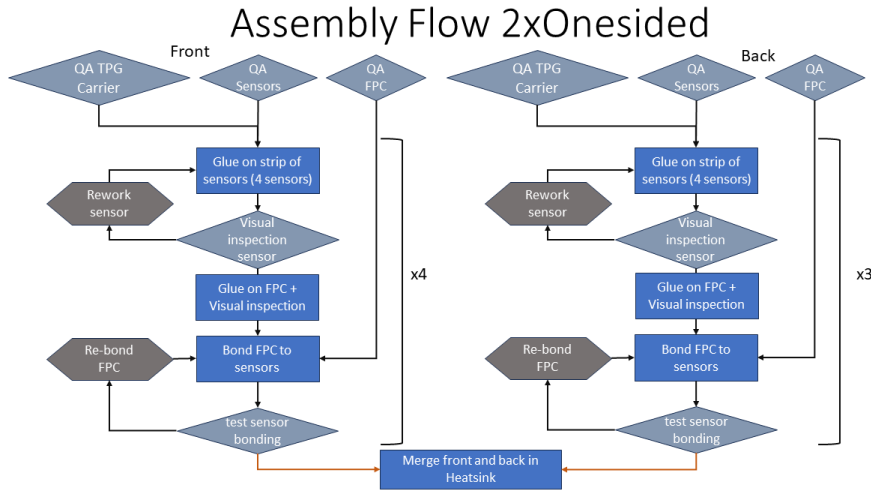 Assembly Flow 2xOnesided
Front
QA TPG
Carrier
QA
Sensors
QA
FPC
Glue on strip of
sensors (4 sensors)
Rework
sensor
Visual
inspection
sensor
x4
Glue on FPC +
Visual inspection
Re-bond
FPC
Bond FPC to
sensors
test sensor
bonding
Back
QA TPG
Carrier
QA
Sensors
QA
FPC
Glue on strip of
sensors (4 sensors)
Rework
sensor
Visual
inspection
sensor
x3
Glue on FPC +
Visual inspection
Re-bond
FPC
Bond FPC to
sensors
test sensor
bonding
Merge front and back in
Heatsink